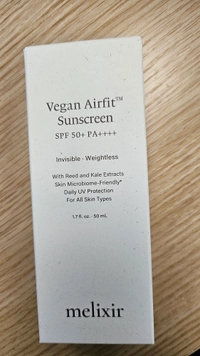 Vegan Airfit™
Sunscreen
SPF 50+ PA++++
Invisible · Weightless
With Reed and Kale Extracts
Skin Microbiome-Friendly*
Daily UV Protection
For All Skin Types
1.7 fl. oz. · 50 mL
melixir